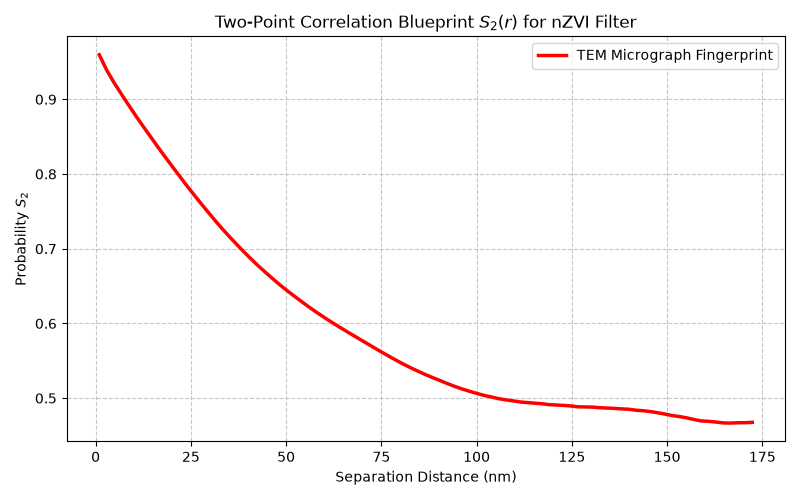 Two-Point Correlation Blueprint S₂(r) for nZVI Filter
TEM Micrograph Fingerprint
Probability S₂
0.9
0.8
0.7
0.6
0.5
0 25 50 75 100 125 150 175
Separation Distance (nm)